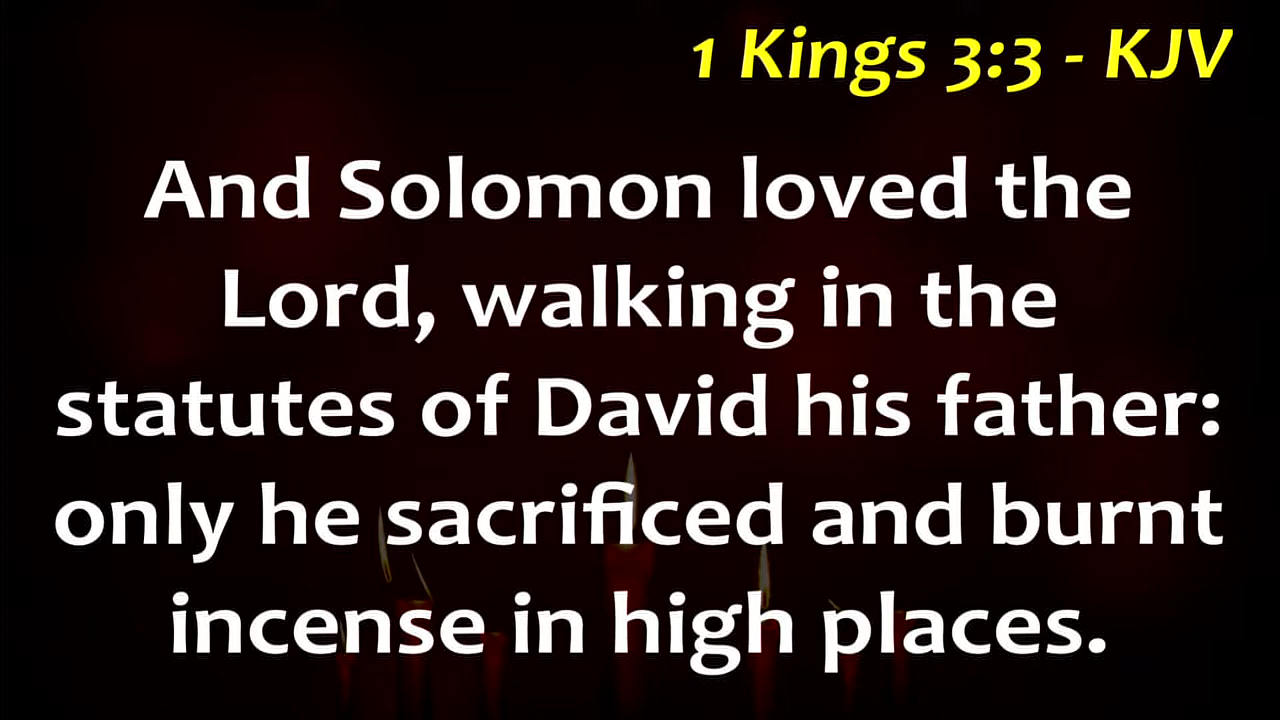 1 Kings 3:3 - KJV
And Solomon loved the
Lord, walking in the
statutes of David his father:
only he sacrificed and burnt
incense in high places.